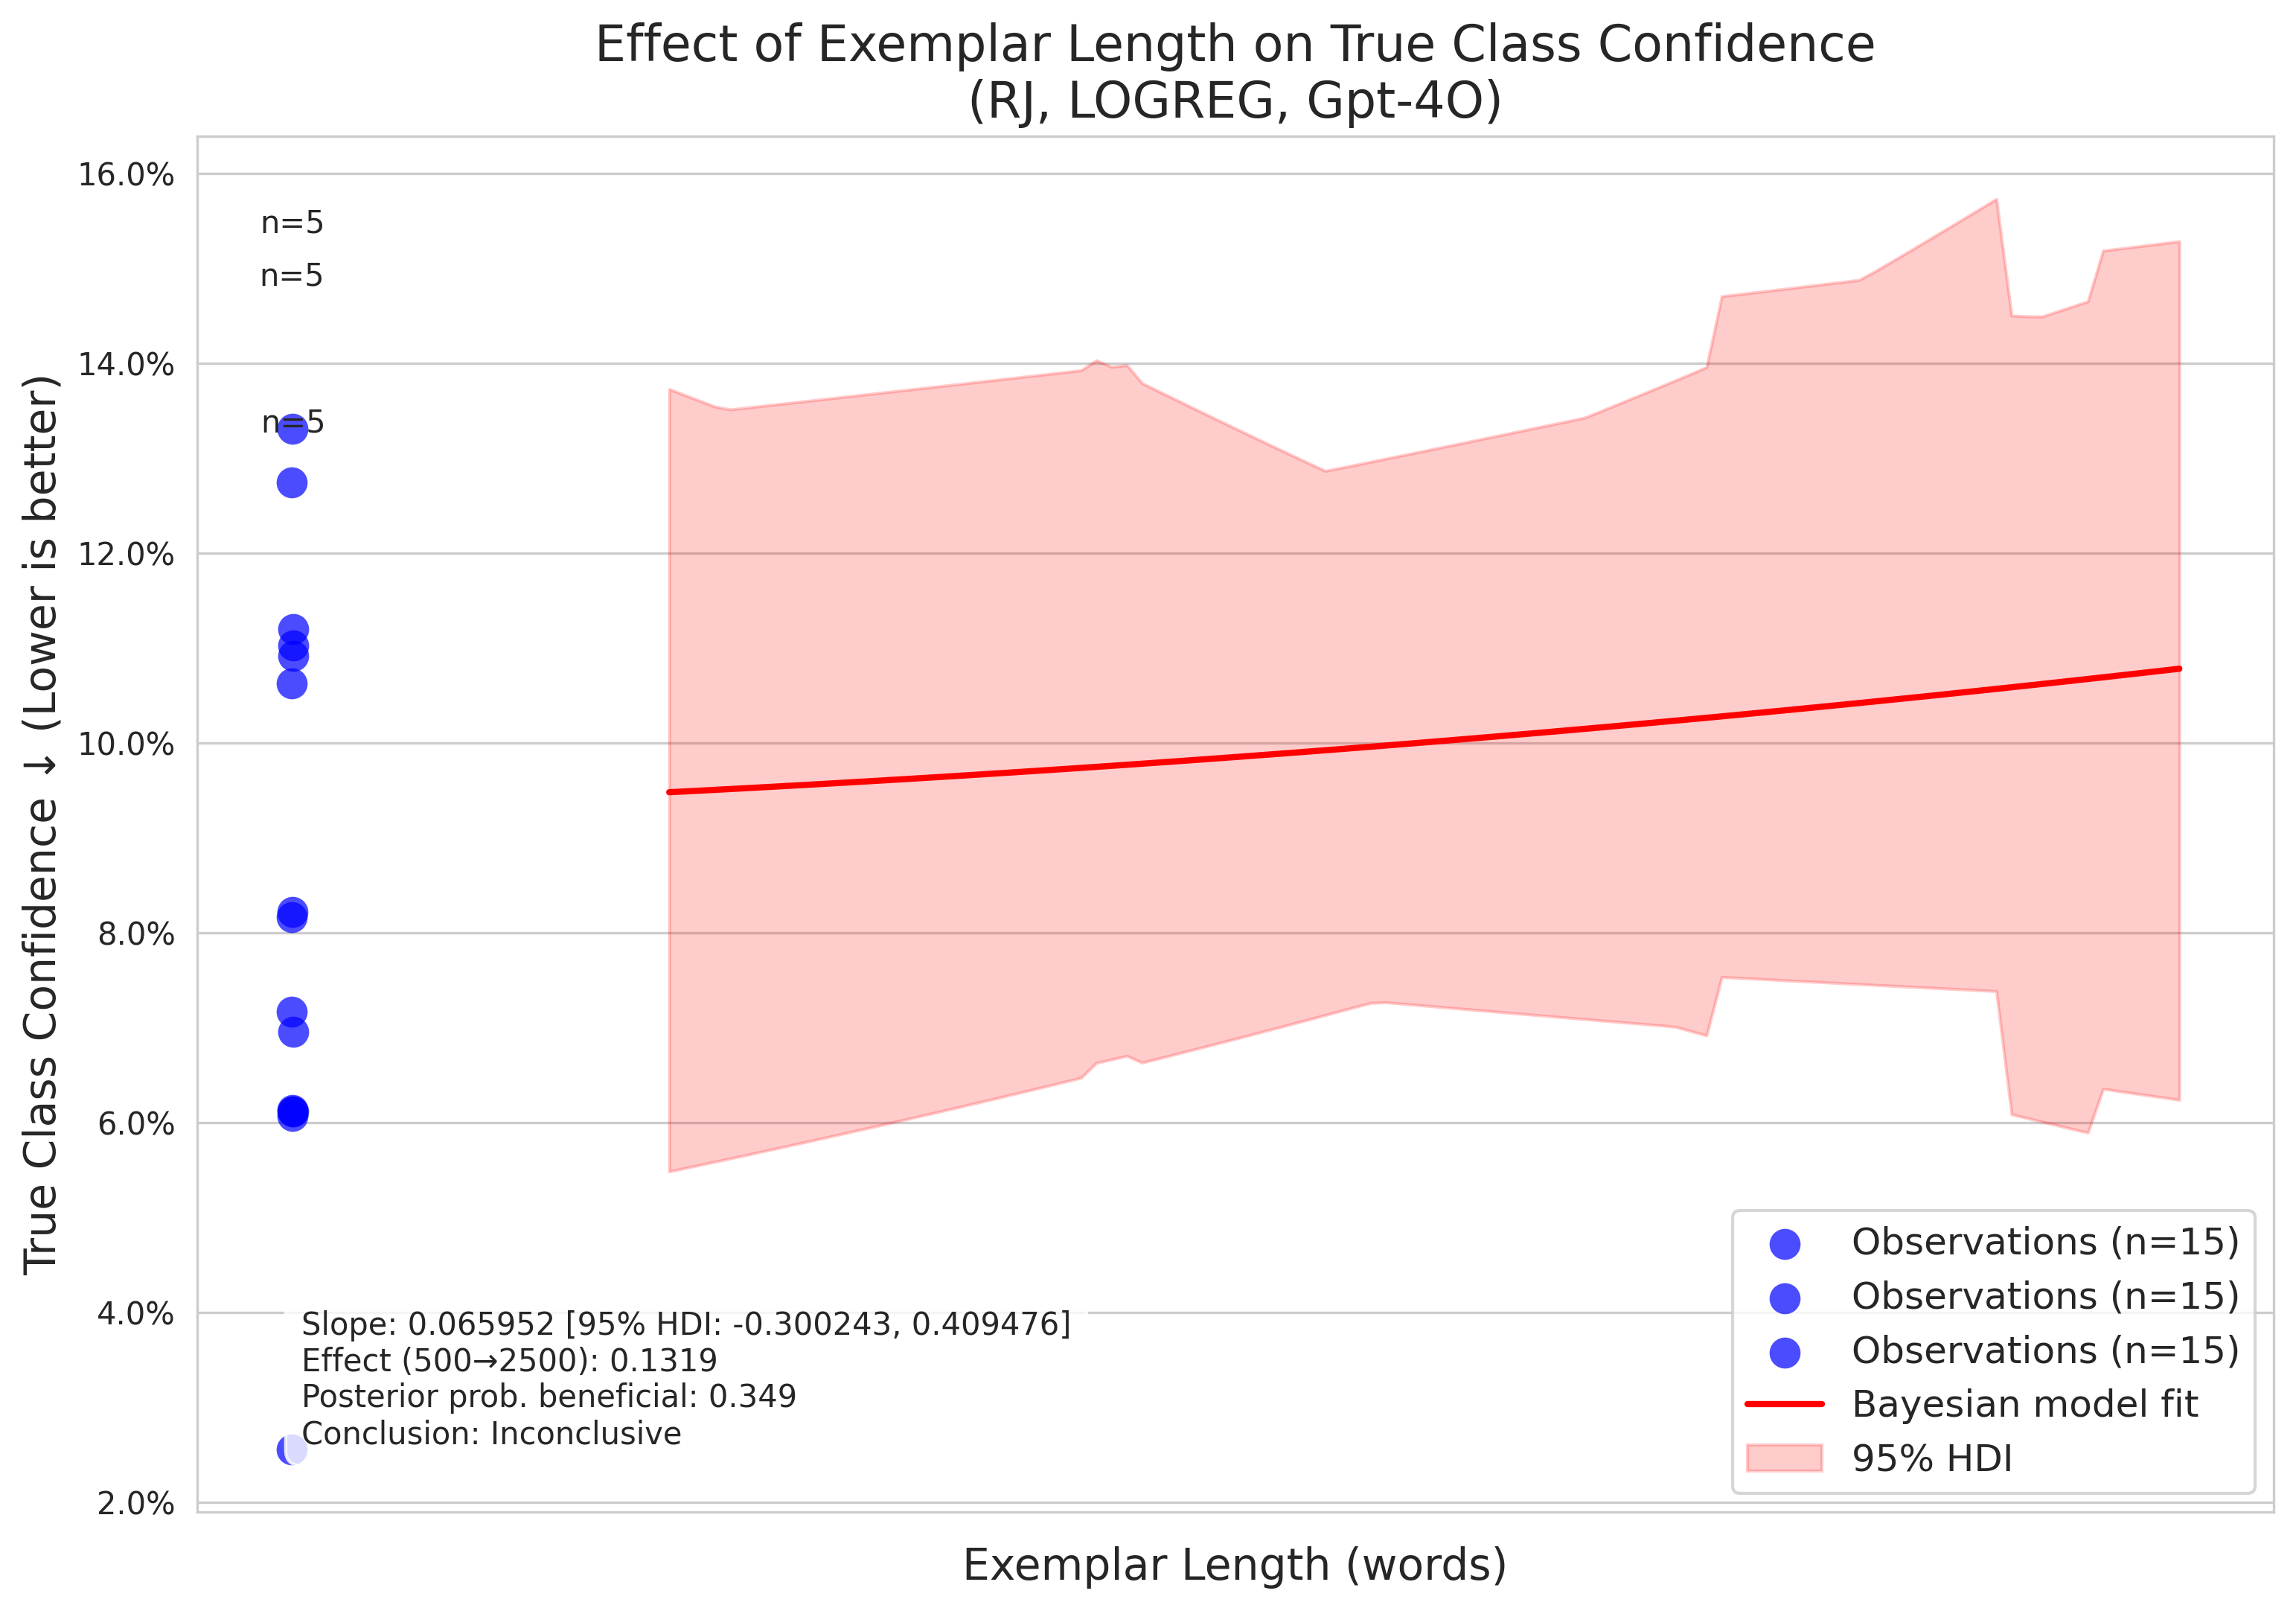 Effect of Exemplar Length on True Class Confidence
(RJ, LOGREG, Gpt-4O)
True Class Confidence ↓ (Lower is better)
16.0%
14.0%
12.0%
10.0%
8.0%
6.0%
4.0%
2.0%
n=5
n=5
n=5
Slope: 0.065952 [95% HDI: -0.300243, 0.409476]
Effect (500→2500): 0.1319
Posterior prob. beneficial: 0.349
Conclusion: Inconclusive
Observations (n=15)
Observations (n=15)
Observations (n=15)
Bayesian model fit
95% HDI
Exemplar Length (words)